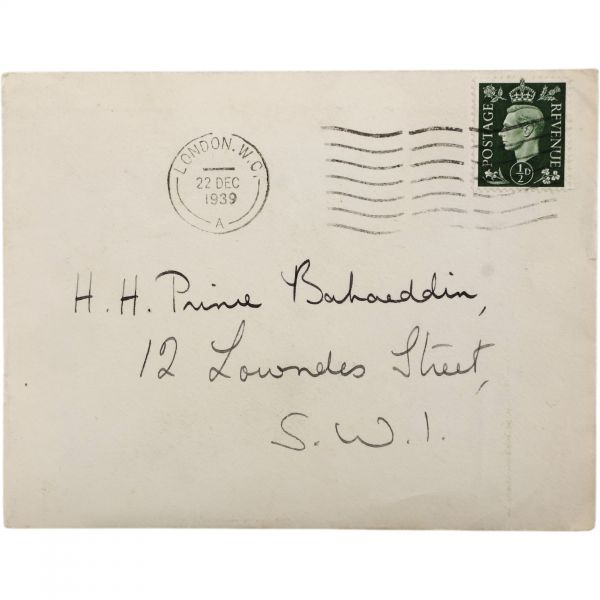 POSTAGE REVENUE
½D
LONDON. W.C.
22 DEC
1939
A
H. H. Prince Bahaeddin,
12 Lowndes Street,
S. W. 1.